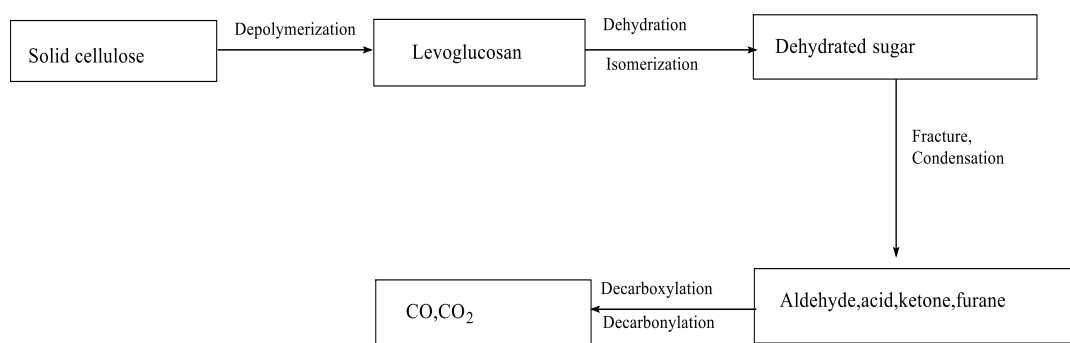 Solid cellulose
Depolymerization
Levoglucosan
Dehydration
Isomerization
Dehydrated sugar
Fracture,
Condensation
Aldehyde,acid,ketone,furane
Decarboxylation
Decarbonylation
CO,CO₂